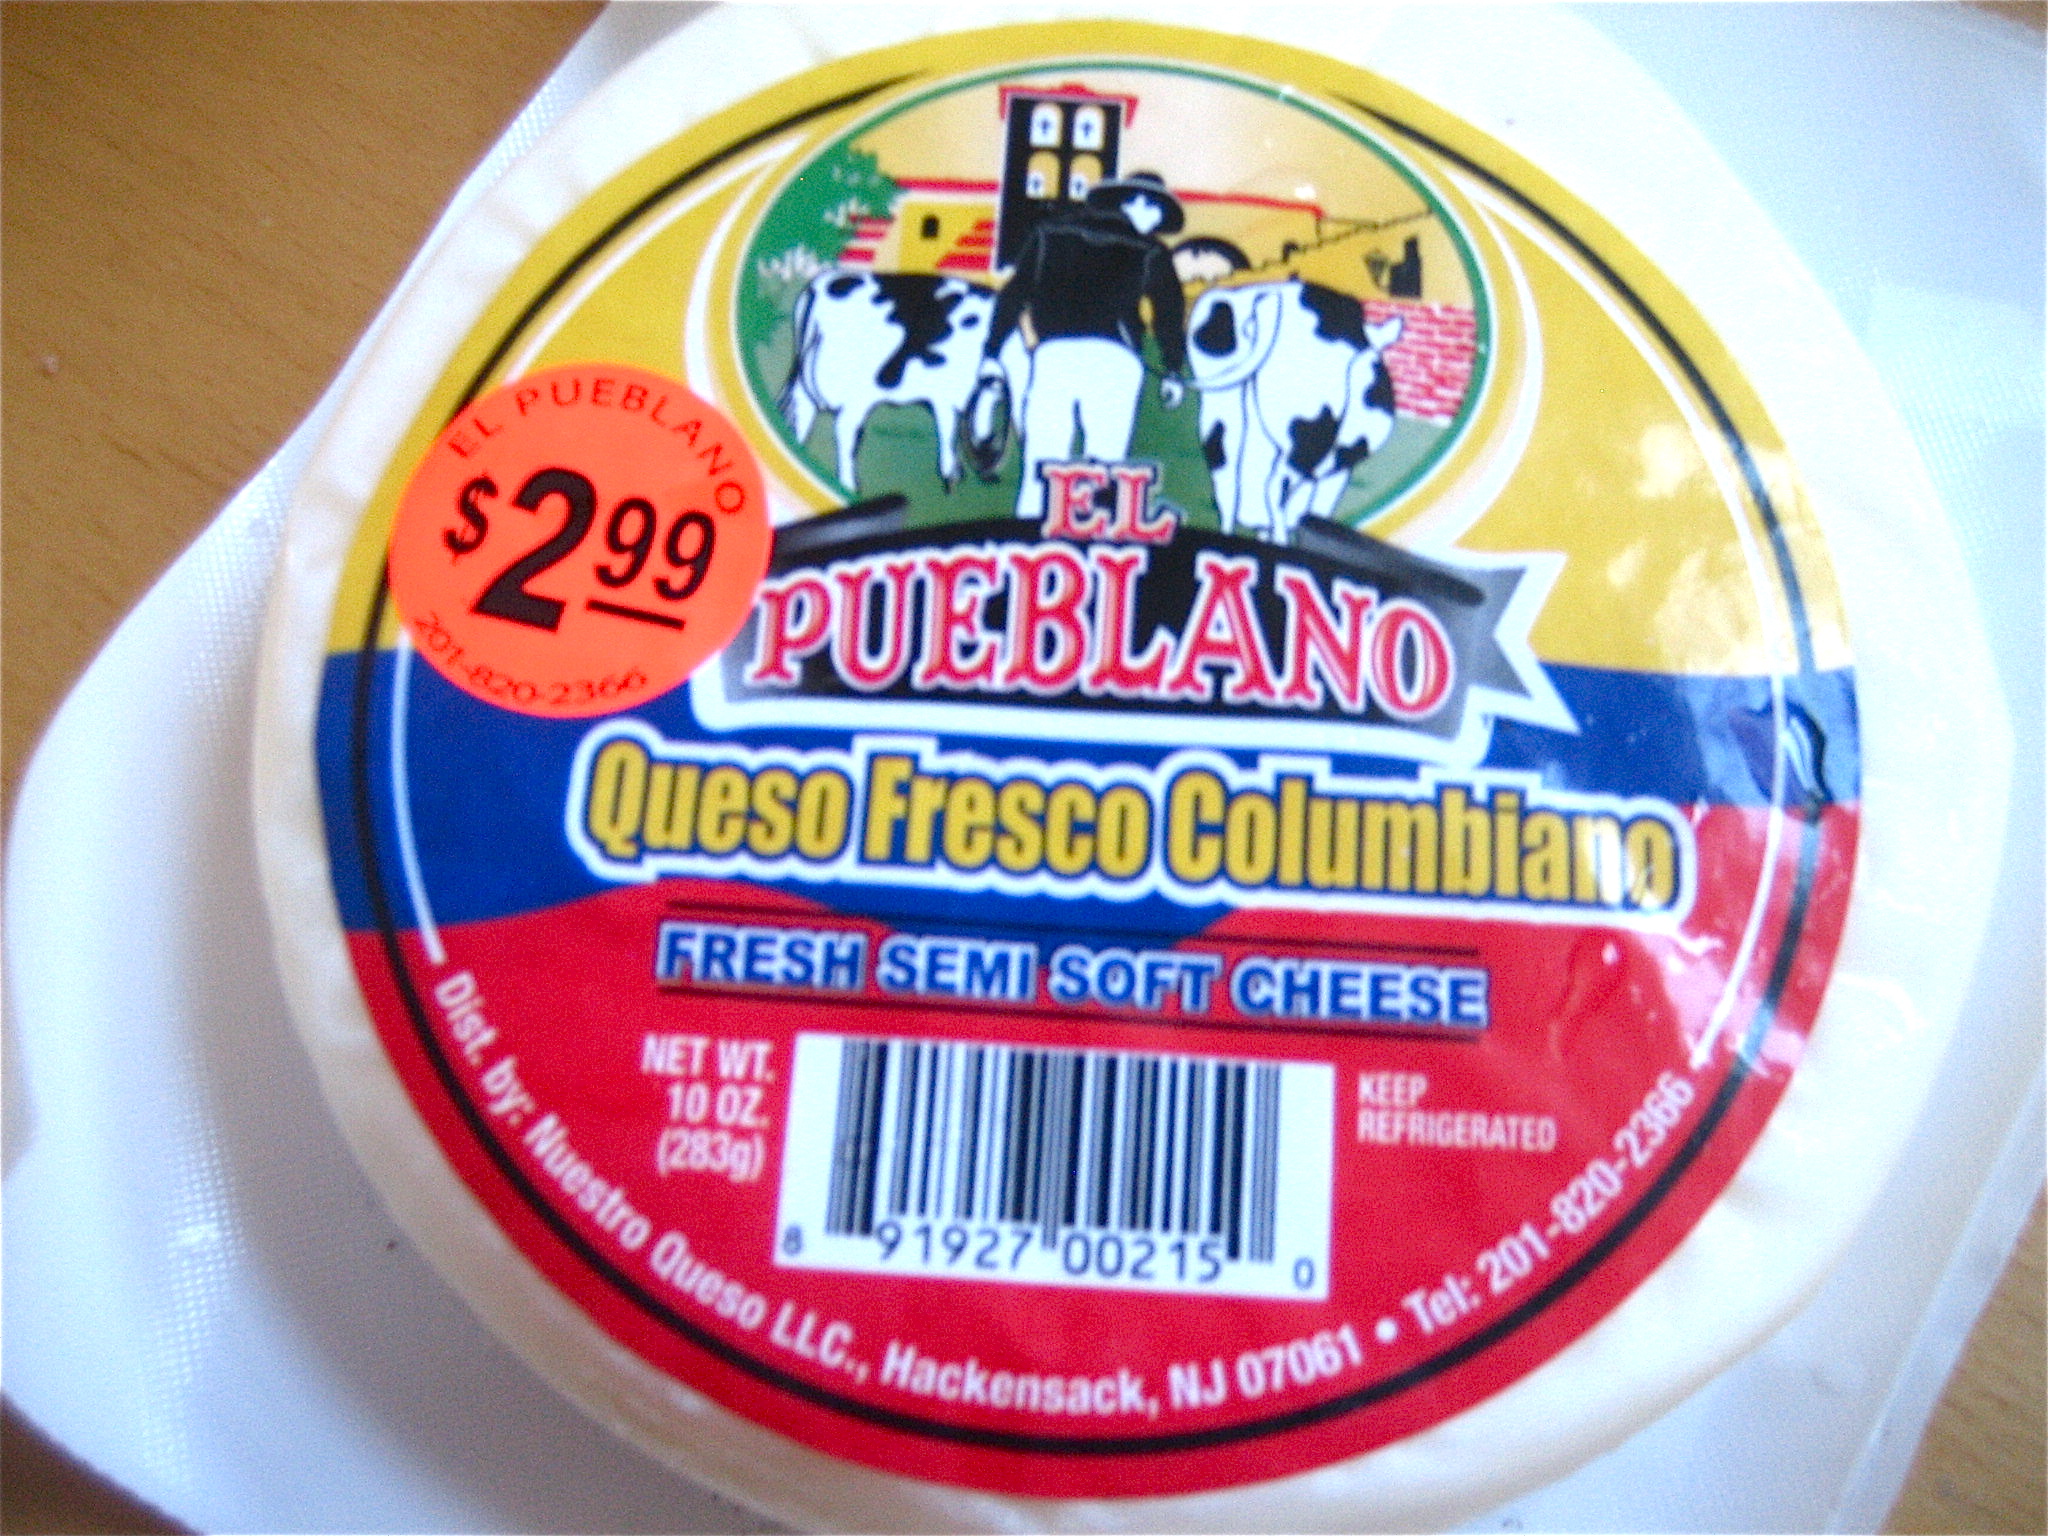 EL PUEBLANO
$2 99
201-820-2366
EL
PUEBLANO
Queso Fresco Columbiano
FRESH SEMI SOFT CHEESE
NET WT.
10 OZ.
(283g)
8 91927 00215 0
KEEP
REFRIGERATED
Dist. by: Nuestro Queso LLC., Hackensack, NJ 07061 • Tel: 201-820-2366